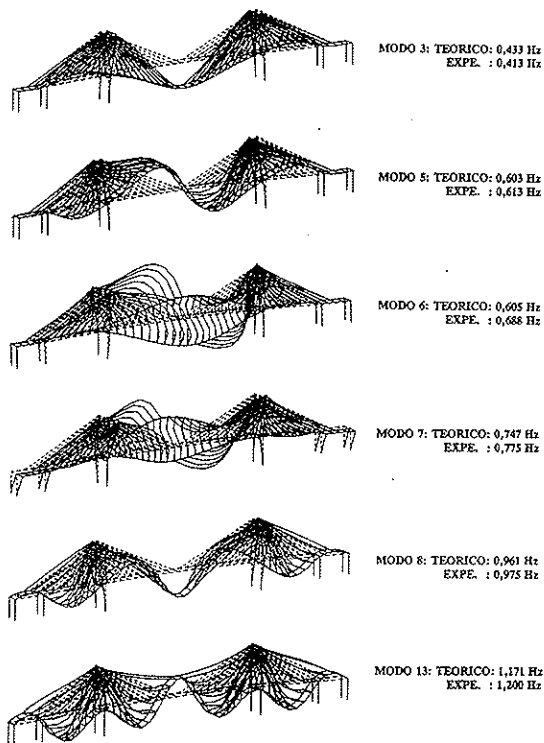 MODO 3: TEORICO: 0,433 Hz
EXPE. : 0,413 Hz
MODO 5: TEORICO: 0,603 Hz
EXPE. : 0,613 Hz
MODO 6: TEORICO: 0,605 Hz
EXPE. : 0,688 Hz
MODO 7: TEORICO: 0,747 Hz
EXPE. : 0,775 Hz
MODO 8: TEORICO: 0,961 Hz
EXPE. : 0,975 Hz
MODO 13: TEORICO: 1,171 Hz
EXPE. : 1,200 Hz